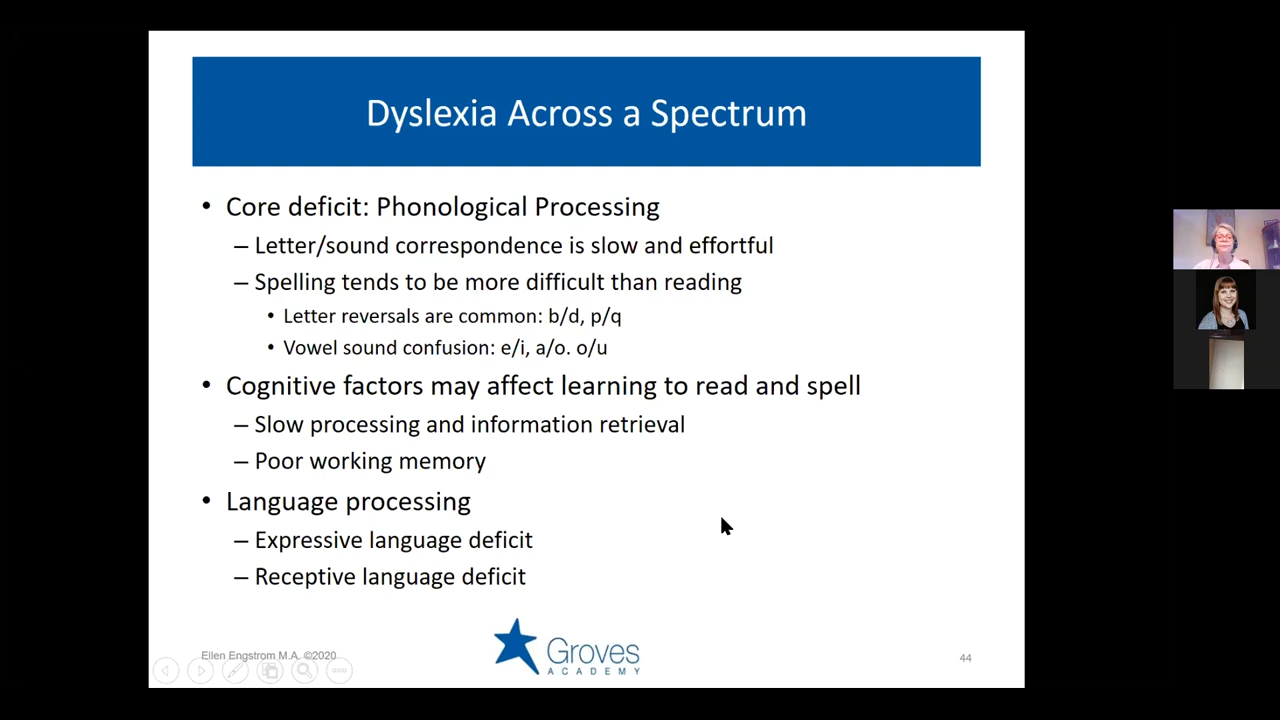 Dyslexia Across a Spectrum
• Core deficit: Phonological Processing
– Letter/sound correspondence is slow and effortful
– Spelling tends to be more difficult than reading
• Letter reversals are common: b/d, p/q
• Vowel sound confusion: e/i, a/o. o/u
• Cognitive factors may affect learning to read and spell
– Slow processing and information retrieval
– Poor working memory
• Language processing
– Expressive language deficit
– Receptive language deficit
Ellen Engstrom M.A. ©2020
Groves
ACADEMY
44